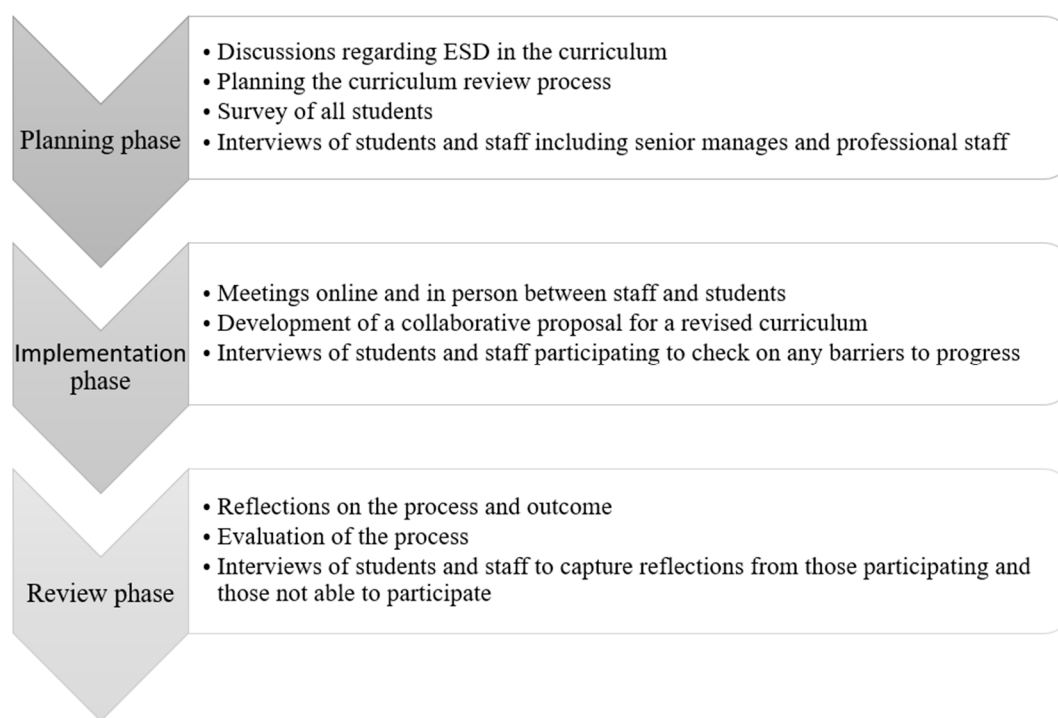 Planning phase
• Discussions regarding ESD in the curriculum
• Planning the curriculum review process
• Survey of all students
• Interviews of students and staff including senior manages and professional staff
Implementation
phase
• Meetings online and in person between staff and students
• Development of a collaborative proposal for a revised curriculum
• Interviews of students and staff participating to check on any barriers to progress
Review phase
• Reflections on the process and outcome
• Evaluation of the process
• Interviews of students and staff to capture reflections from those participating and
those not able to participate